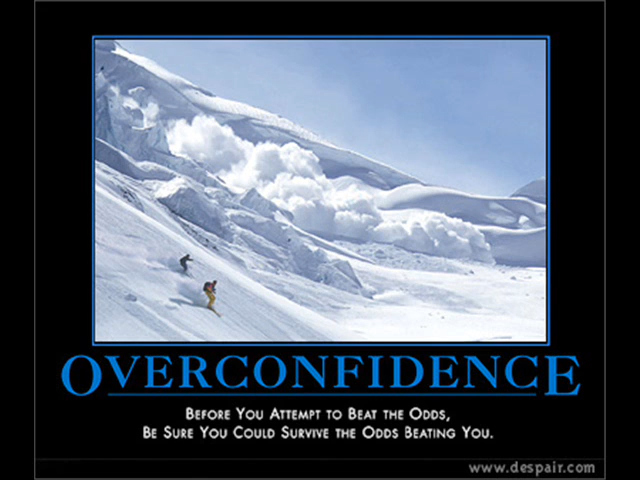 OVERCONFIDENCE
BEFORE YOU ATTEMPT TO BEAT THE ODDS,
BE SURE YOU COULD SURVIVE THE ODDS BEATING YOU.
www.despair.com